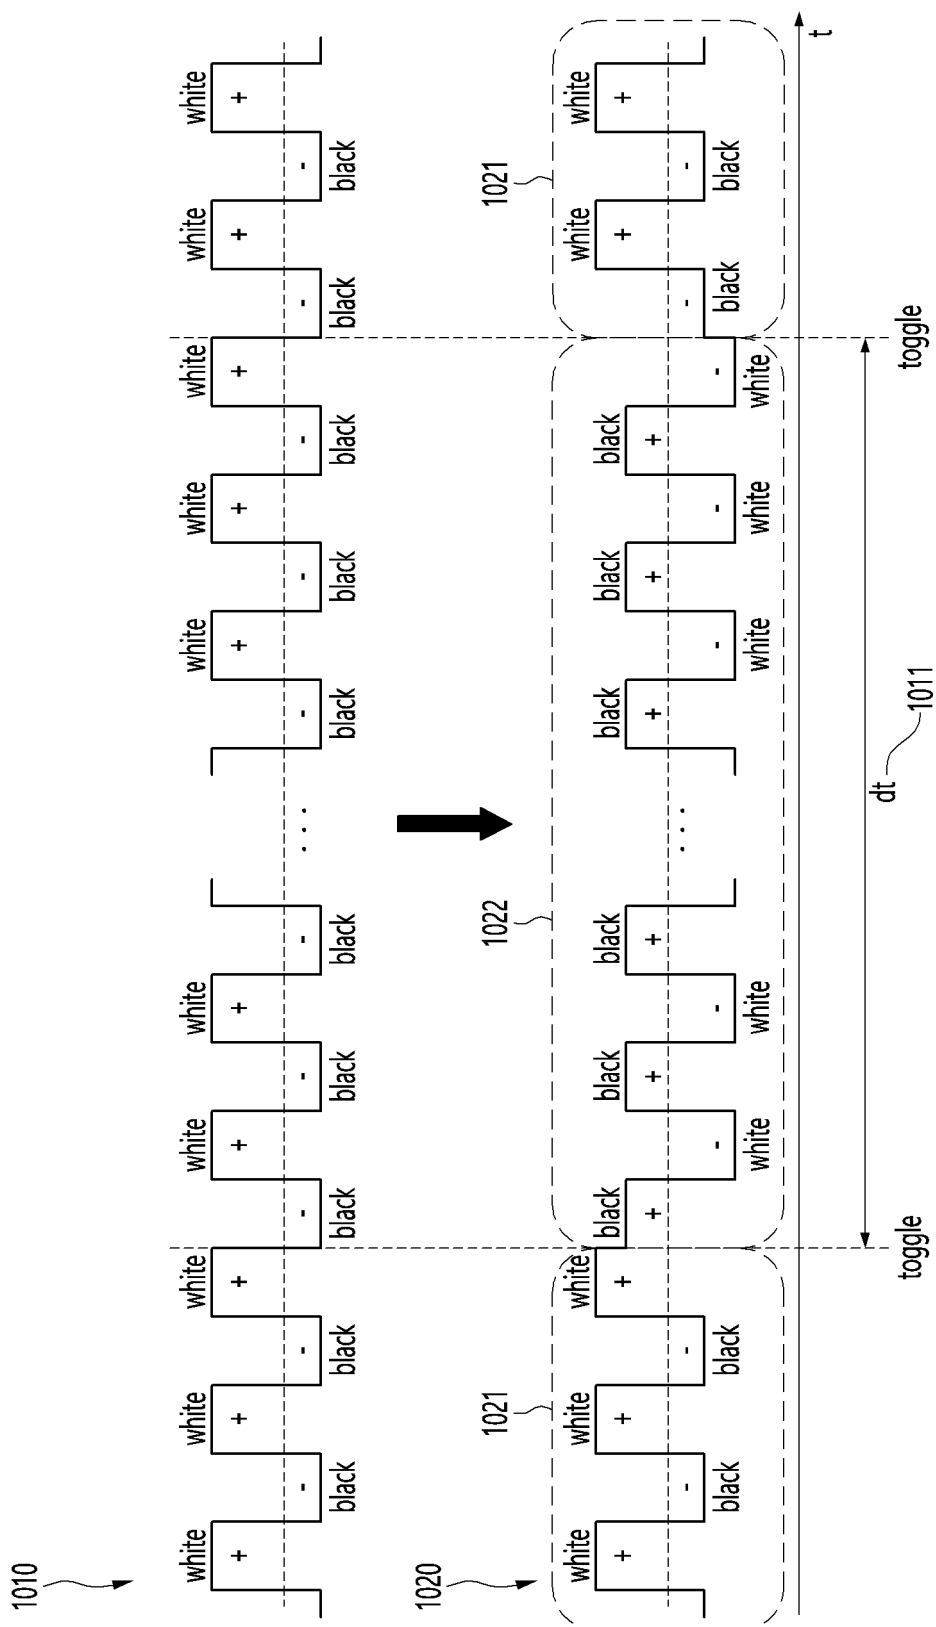 1010
white white white white white white white white white white
+ + + + + + + + + +
- - - - - ... - - - - -
black black black black black black black black black black
1020
1021 1022 1021
white white white black black black black black black white white
+ + + + + + ... + + + + +
- - - - - - - - -
black black white white white white white black black
t
toggle toggle
dt
1011